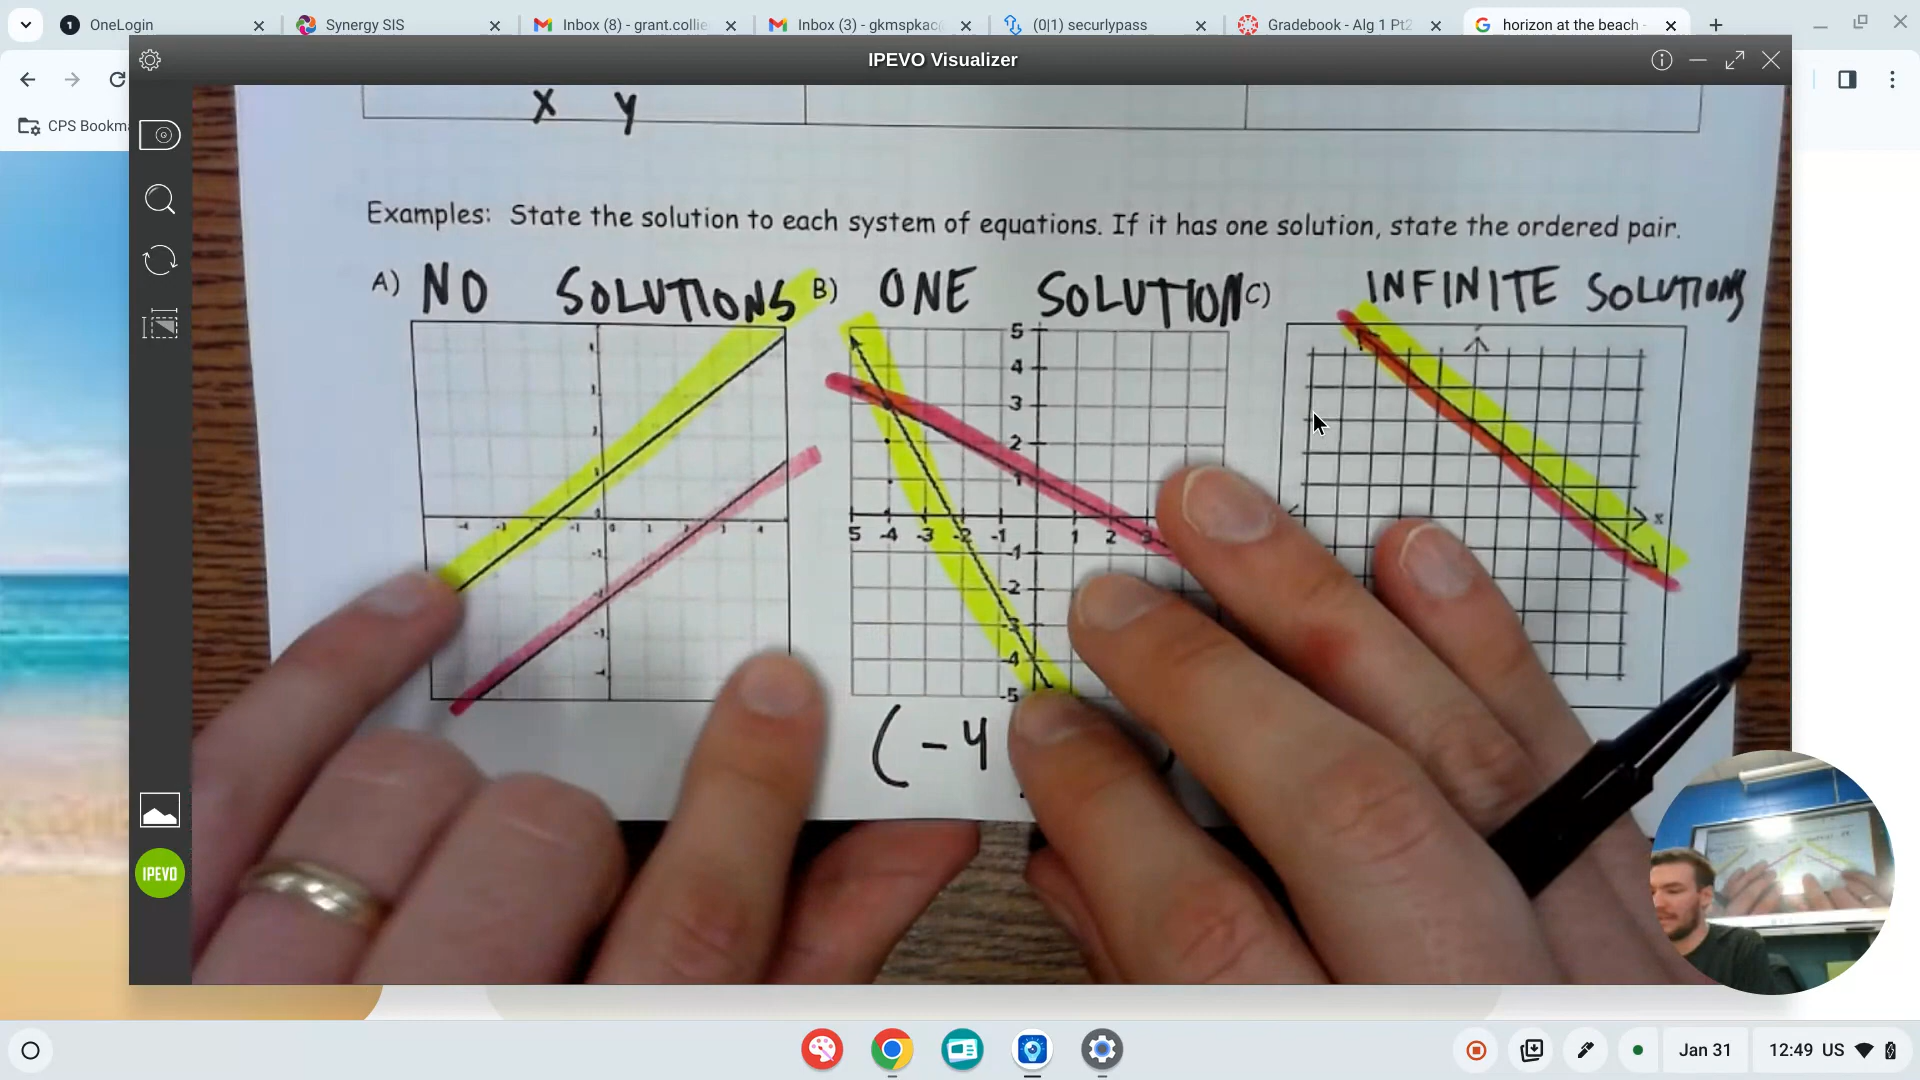 OneLogin Synergy SIS Inbox (8) - grant.collie Inbox (3) - gkmspkac (0|1) securlypass Gradebook - Alg 1 Pt2 horizon at the beach -
IPEVO Visualizer
CPS Bookma
x y
Examples: State the solution to each system of equations. If it has one solution, state the ordered pair.
A) NO SOLUTIONS B) ONE SOLUTION C) INFINITE SOLUTIONS
5
4
3
2
1
5 -4 -3 -2 -1 1 2 3
x
-1
-2
-3
-4
-5
(-4
IPEVO
Jan 31 12:49 US